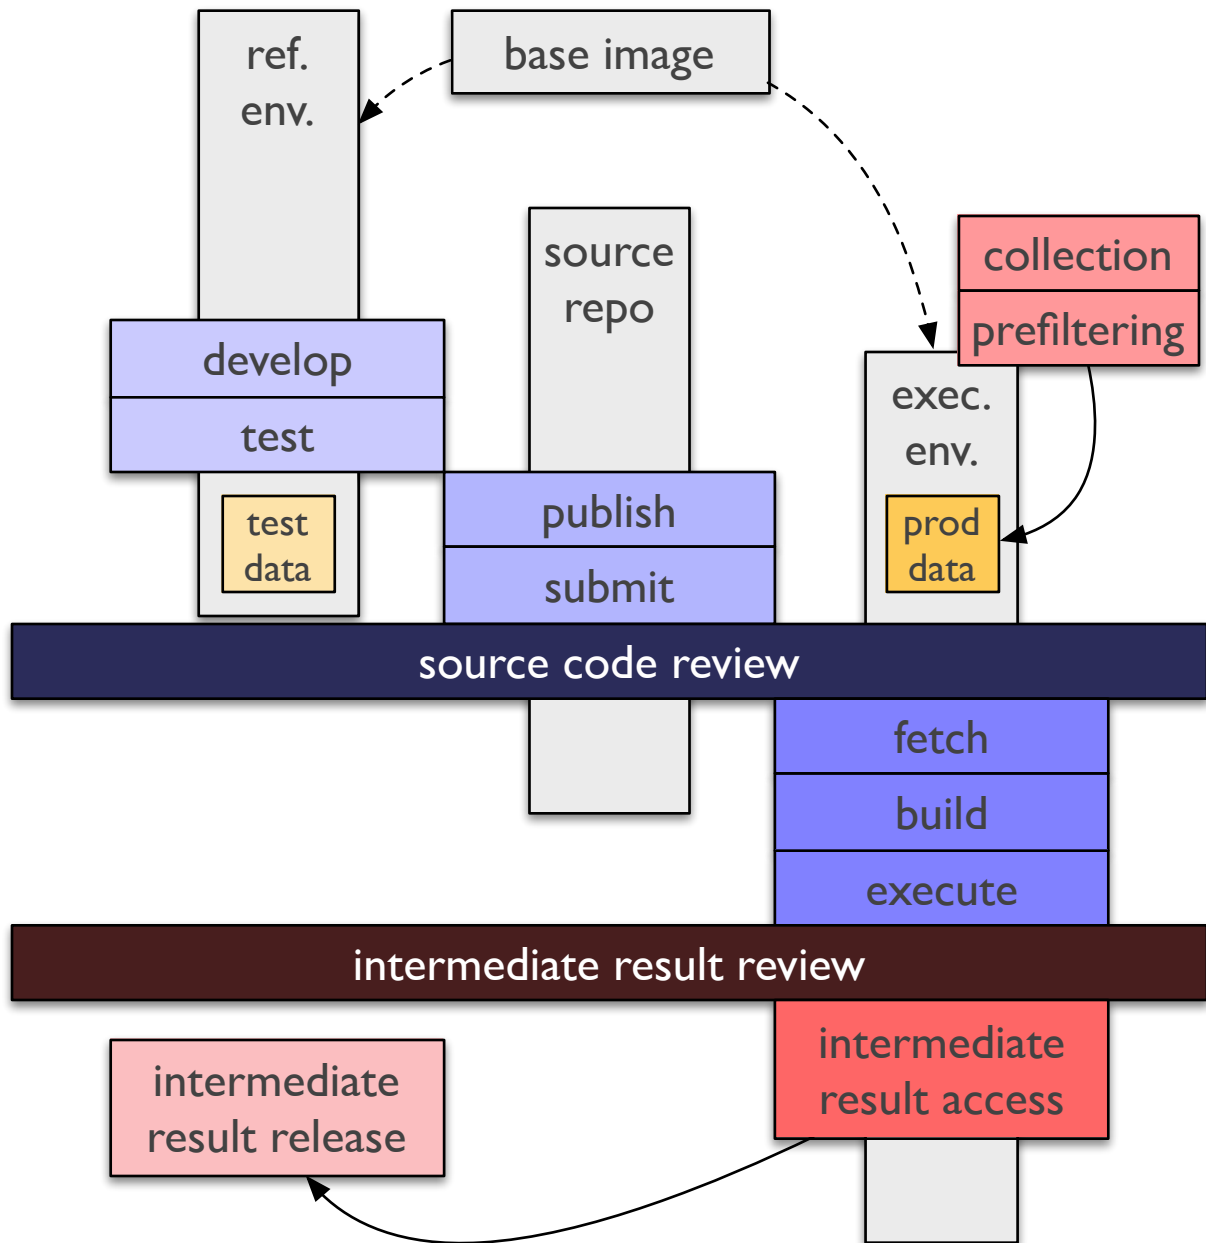 ref.
env.
base image
source
repo
collection
prefiltering
develop
test
exec.
env.
test
data
publish
submit
prod
data
source code review
fetch
build
execute
intermediate result review
intermediate
result access
intermediate
result release